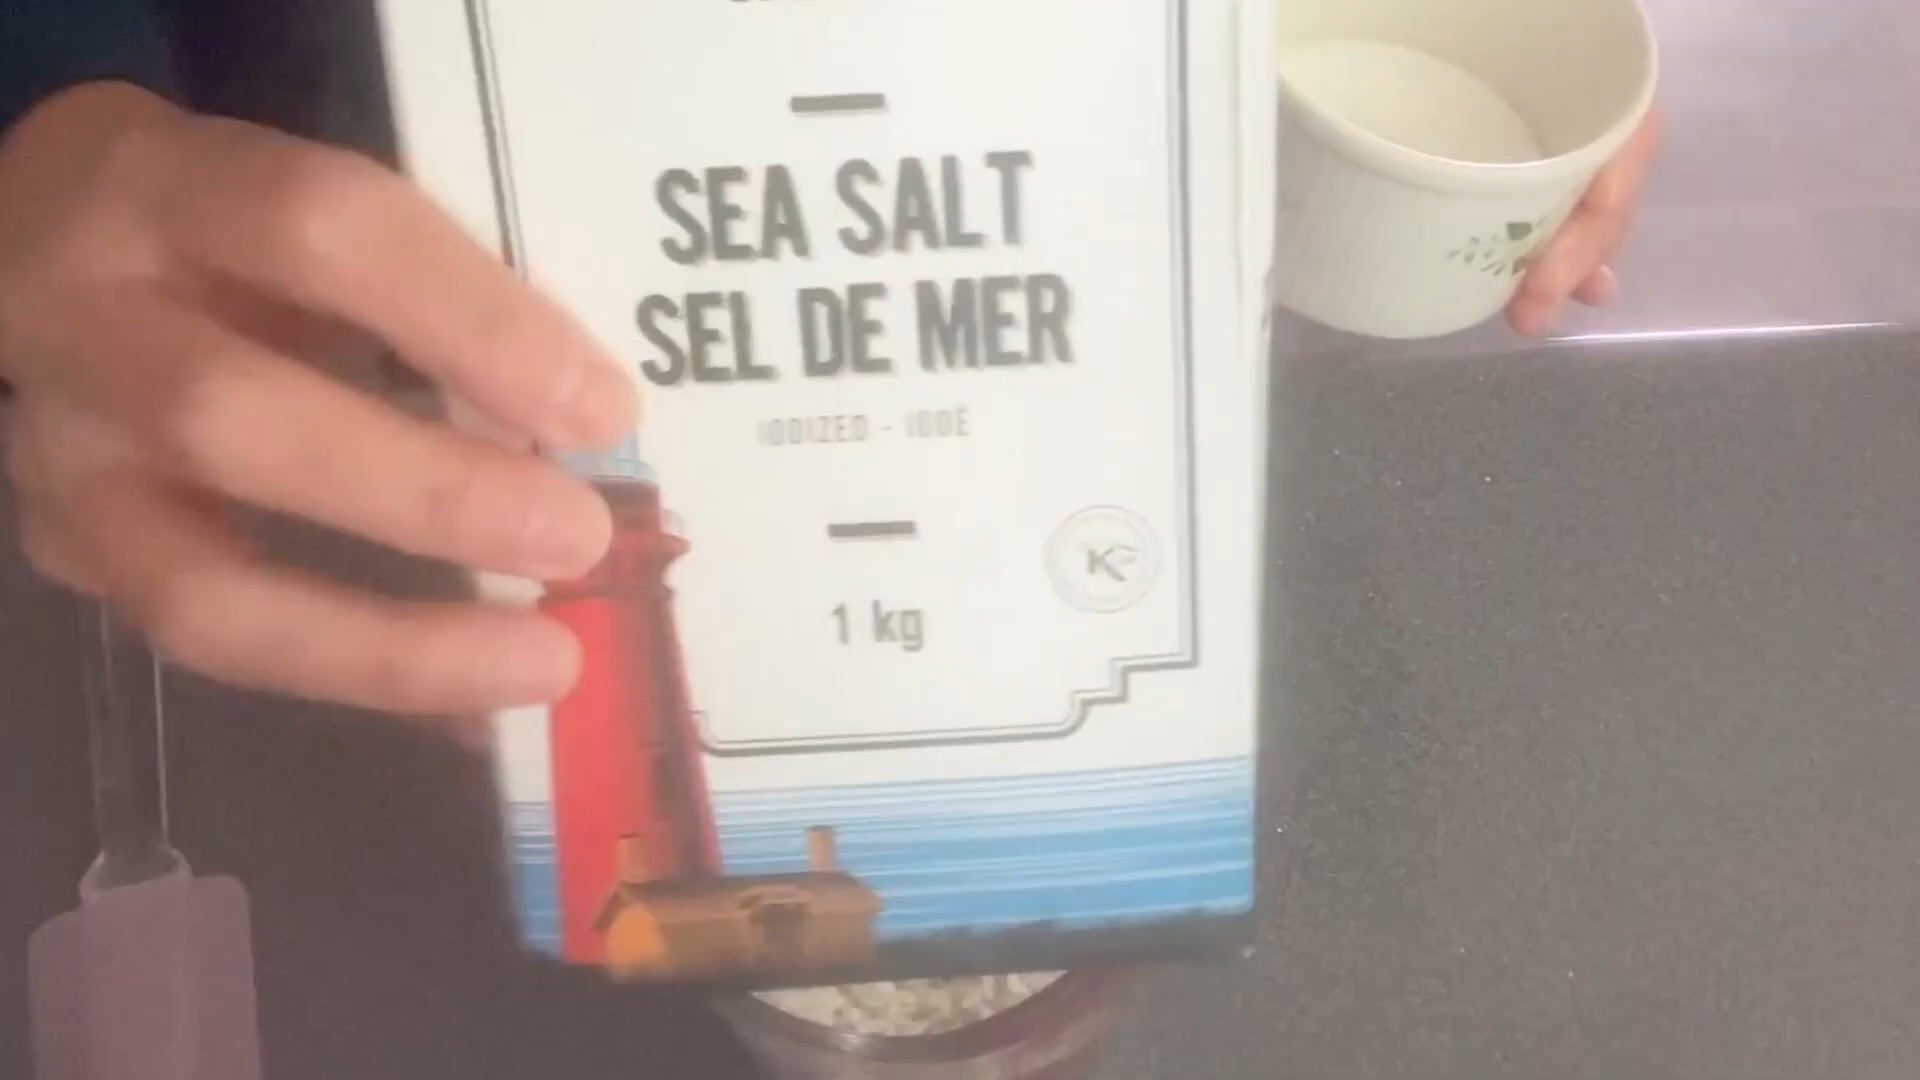 SEA SALT
SEL DE MER
IODIZED - IODÉ
K
1 kg